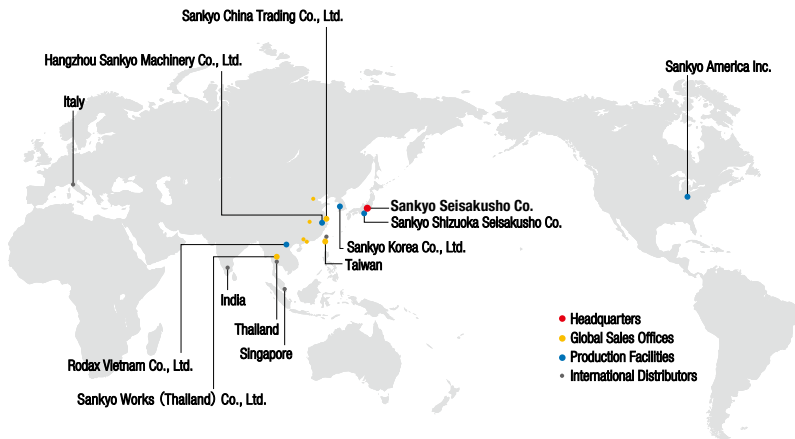 Sankyo China Trading Co., Ltd.
Hangzhou Sankyo Machinery Co., Ltd.
Sankyo America Inc.
Italy
Sankyo Seisakusho Co.
Sankyo Shizuoka Seisakusho Co.
Sankyo Korea Co., Ltd.
Taiwan
India
Thailand
Singapore
Rodax Vietnam Co., Ltd.
Sankyo Works (Thailand) Co., Ltd.
Headquarters
Global Sales Offices
Production Facilities
International Distributors